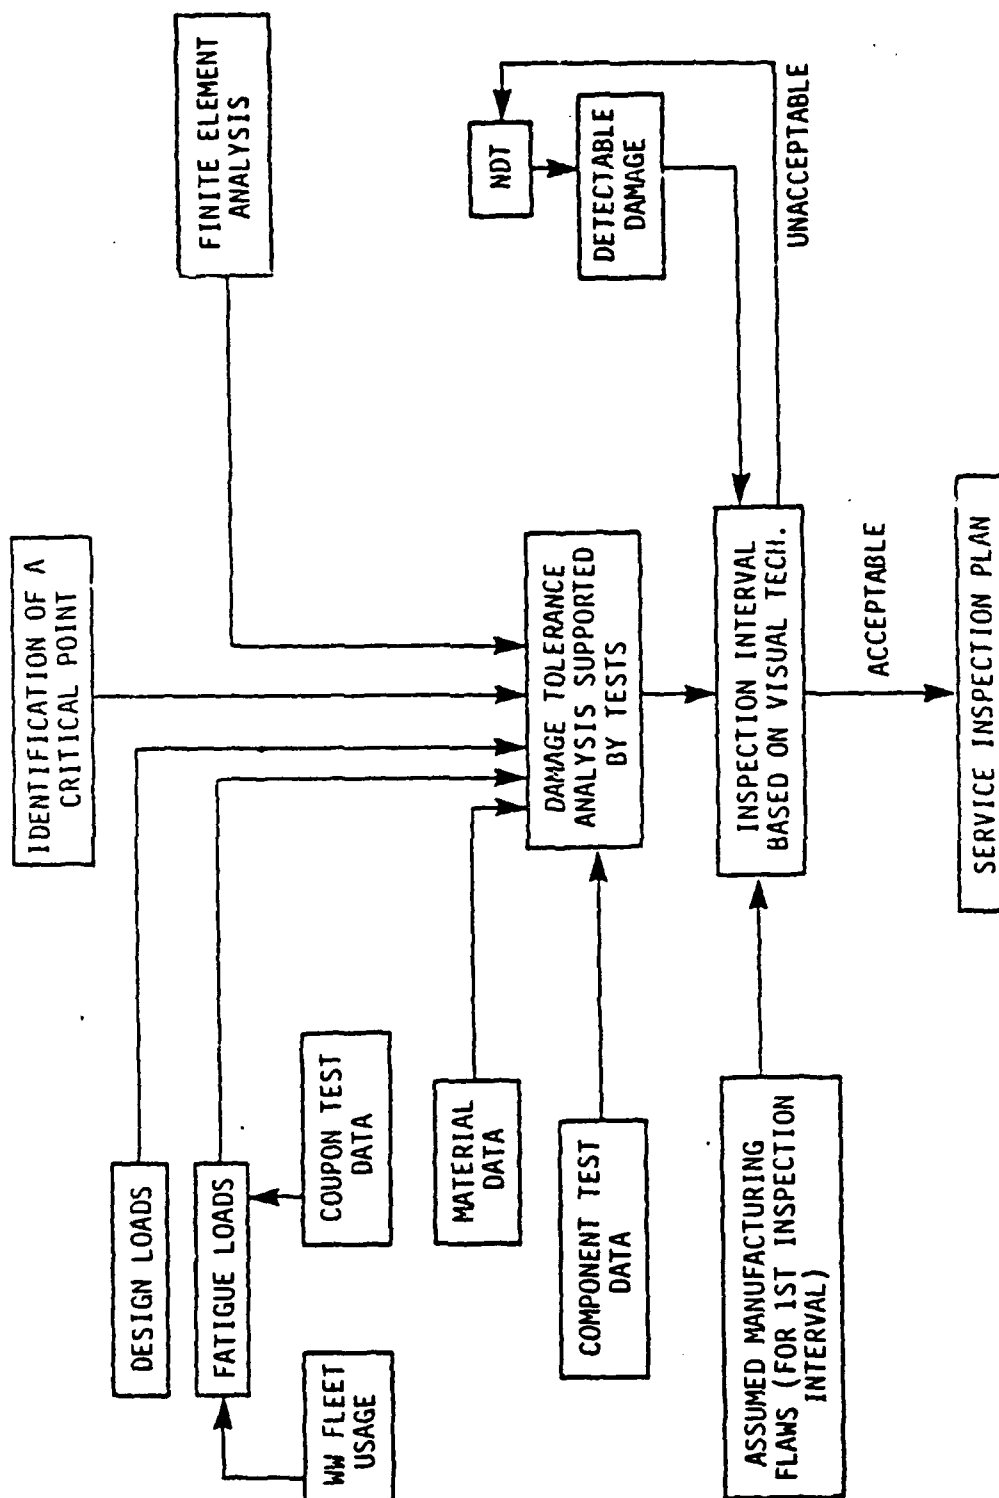 IDENTIFICATION OF A
CRITICAL POINT
FINITE ELEMENT
ANALYSIS
DESIGN LOADS
FATIGUE LOADS
WW FLEET
USAGE
COUPON TEST
DATA
MATERIAL
DATA
COMPONENT TEST
DATA
DAMAGE TOLERANCE
ANALYSIS SUPPORTED
BY TESTS
NDT
DETECTABLE
DAMAGE
ASSUMED MANUFACTURING
FLAWS (FOR 1ST INSPECTION
INTERVAL)
INSPECTION INTERVAL
BASED ON VISUAL TECH.
UNACCEPTABLE
ACCEPTABLE
SERVICE INSPECTION PLAN